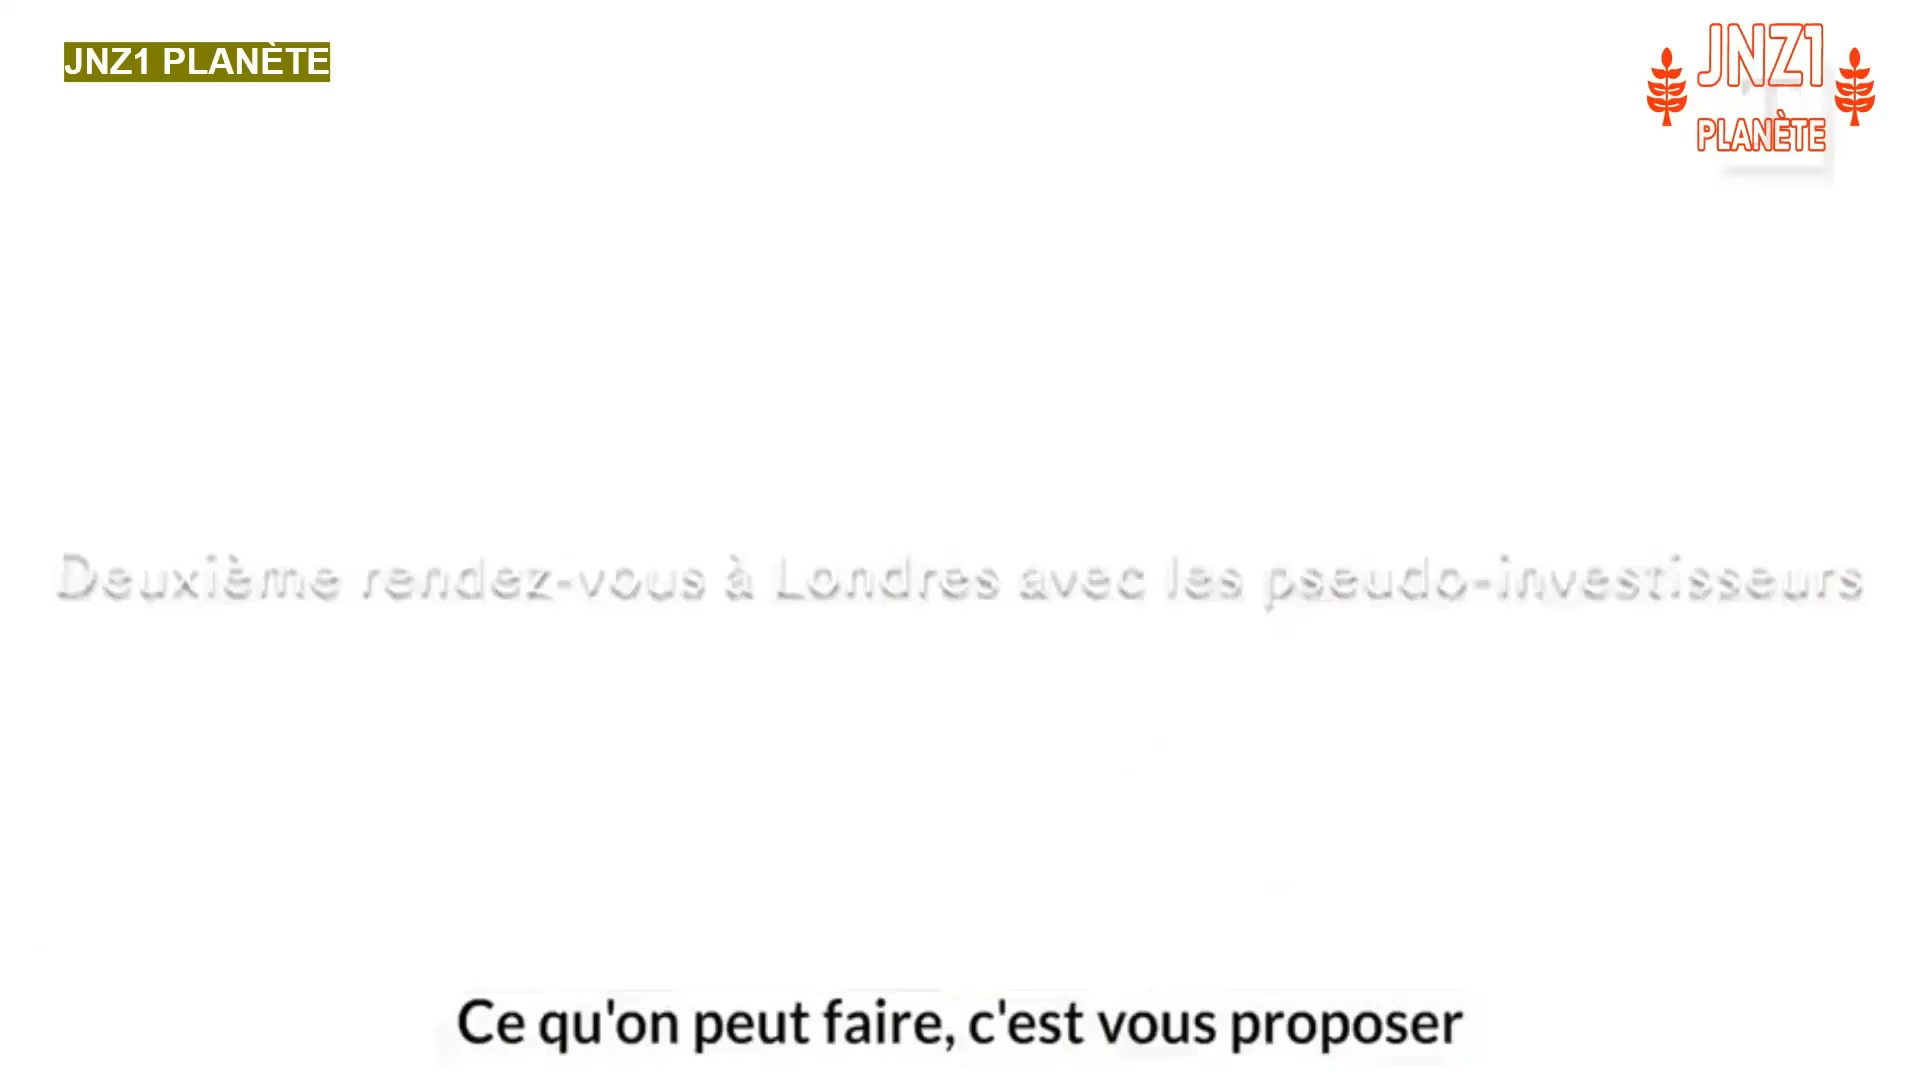 JNZ1 PLANÈTE
JNZ1
PLANÈTE
Deuxième rendez-vous à Londres avec les pseudo-investisseurs
Ce qu'on peut faire, c'est vous proposer